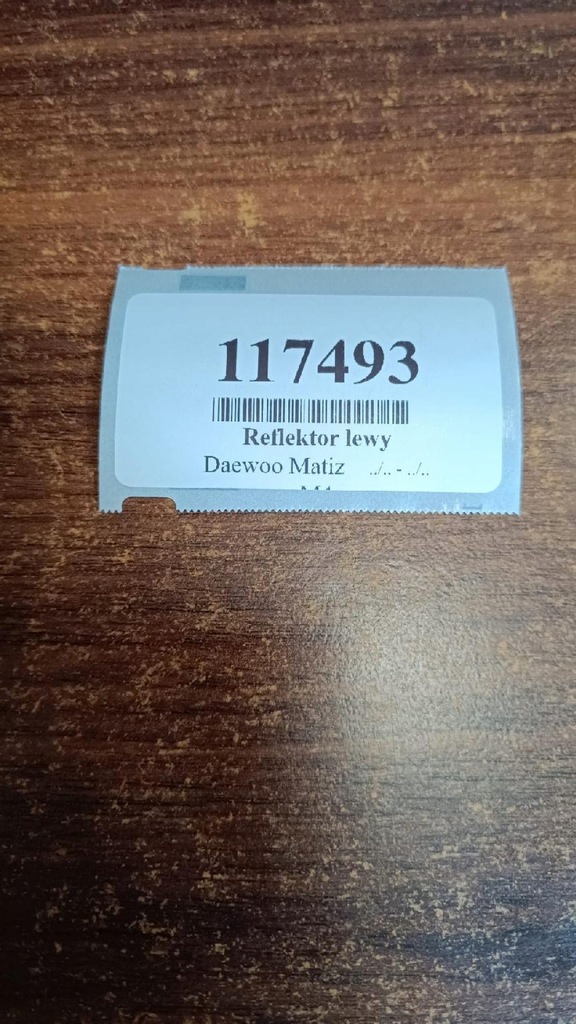 117493
Reflektor lewy
Daewoo Matiz ../.. - ../..